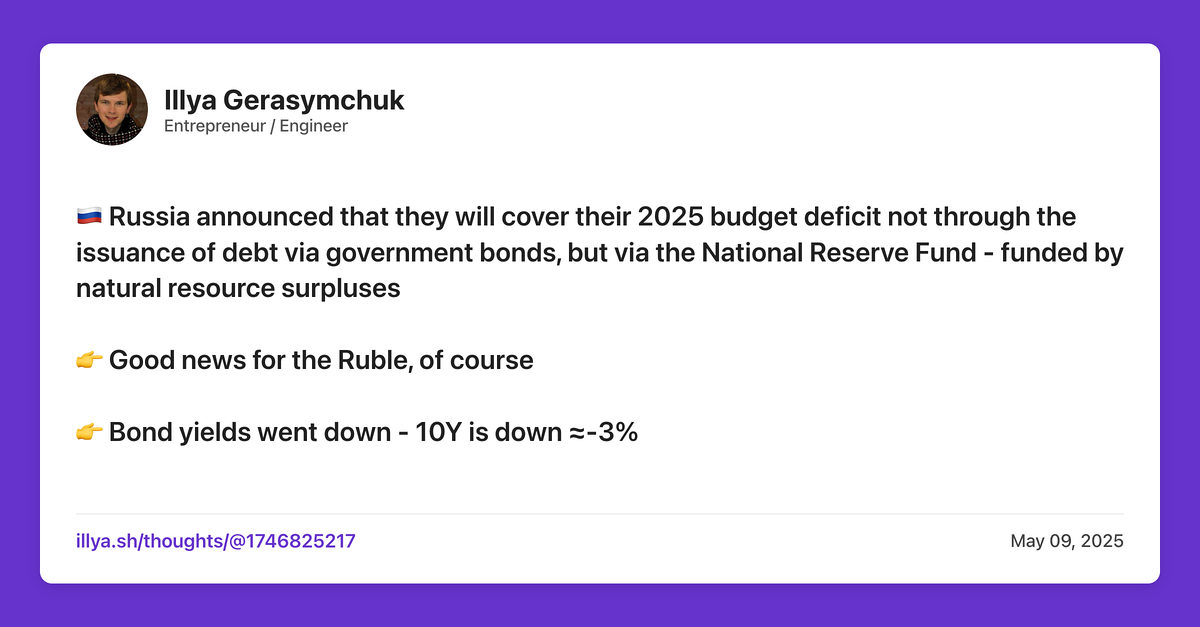 Illya Gerasymchuk
Entrepreneur / Engineer
🇷🇺 Russia announced that they will cover their 2025 budget deficit not through the
issuance of debt via government bonds, but via the National Reserve Fund - funded by
natural resource surpluses
👉 Good news for the Ruble, of course
👉 Bond yields went down - 10Y is down ≈-3%
illya.sh/thoughts/@1746825217
May 09, 2025